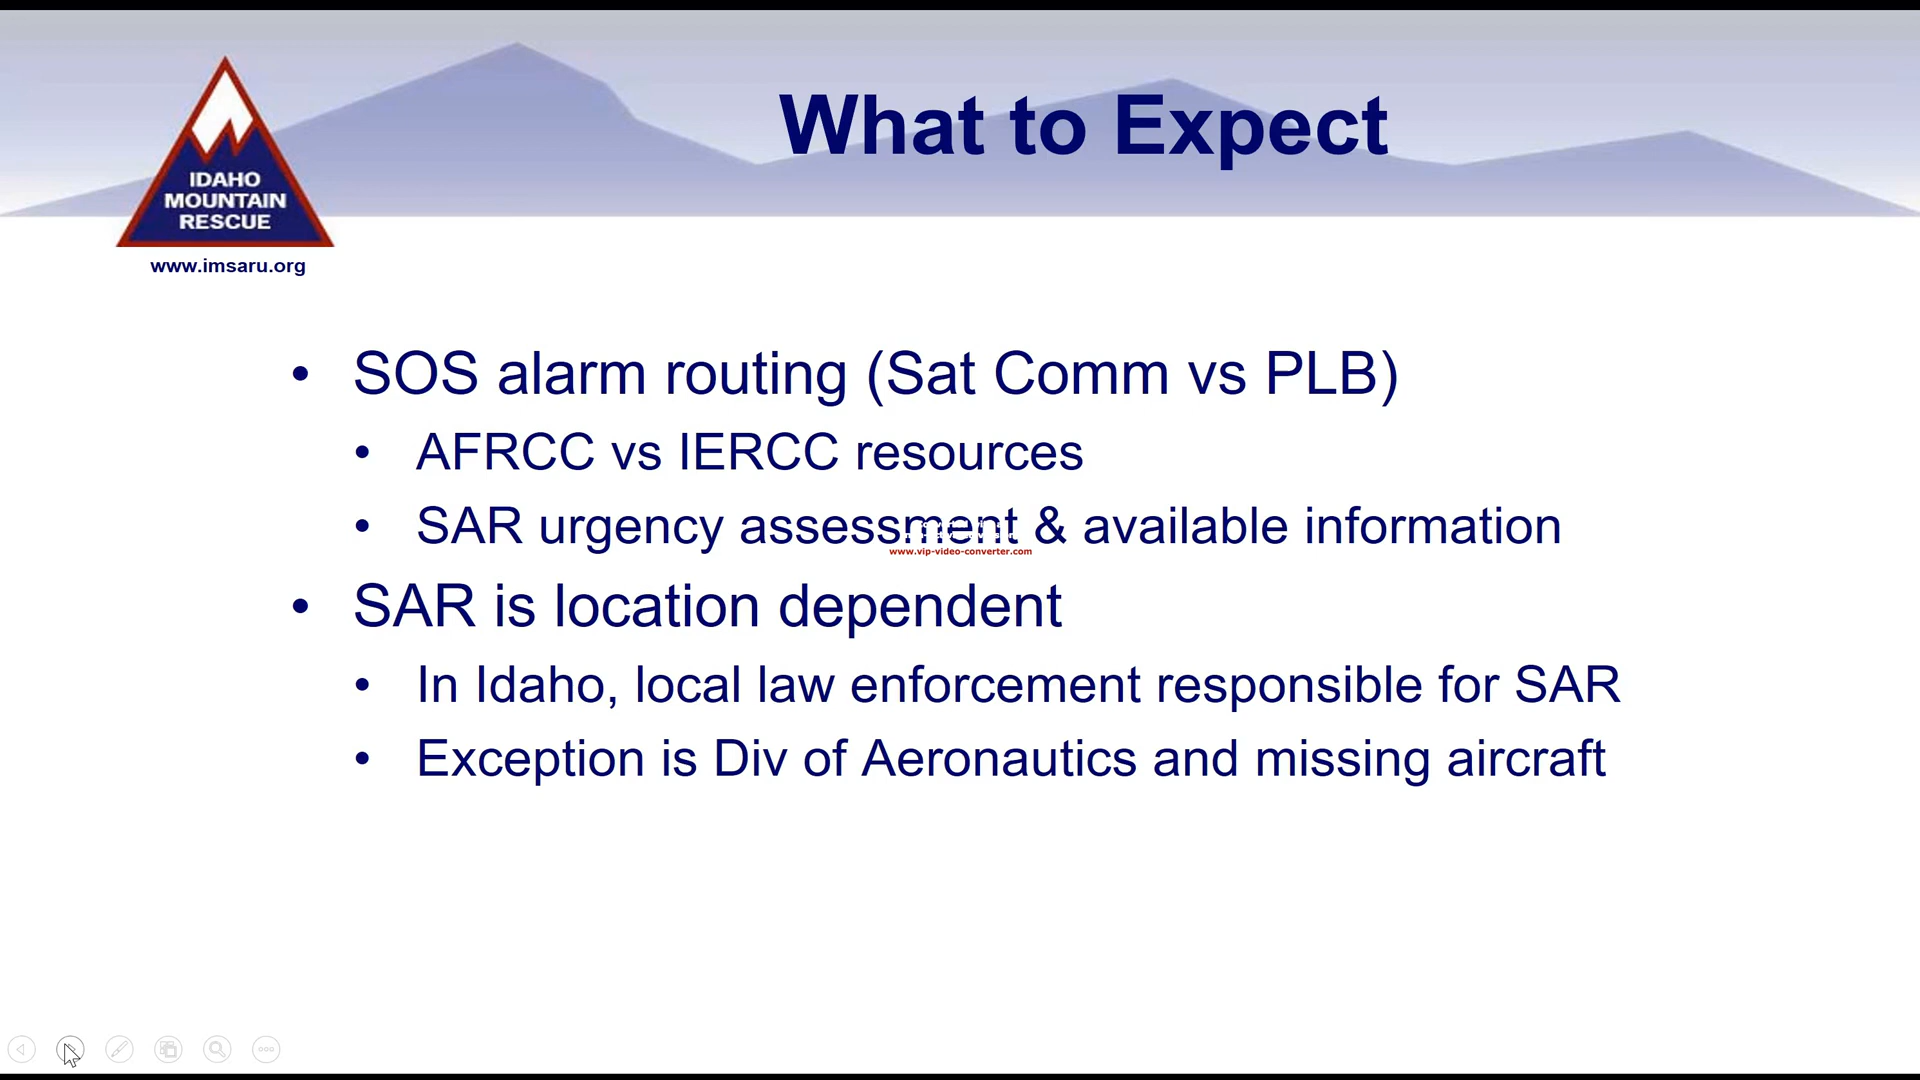 What to Expect
IDAHO
MOUNTAIN
RESCUE
www.imsaru.org
• SOS alarm routing (Sat Comm vs PLB)
• AFRCC vs IERCC resources
• SAR urgency assessment & available information
www.vip-video-converter.com
• SAR is location dependent
• In Idaho, local law enforcement responsible for SAR
• Exception is Div of Aeronautics and missing aircraft